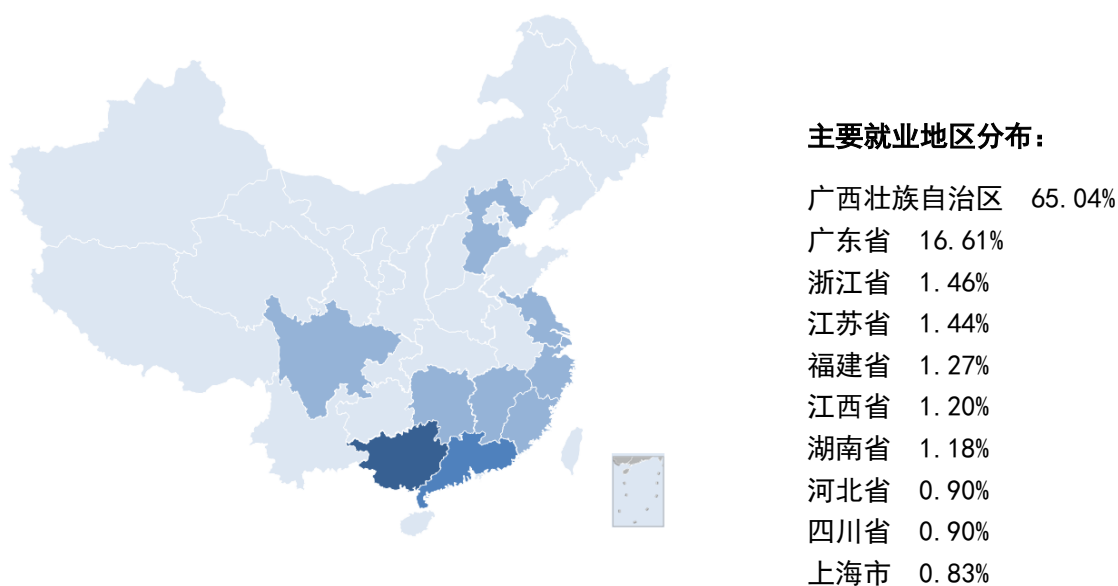 主要就业地区分布：
广西壮族自治区 65.04%
广东省 16.61%
浙江省 1.46%
江苏省 1.44%
福建省 1.27%
江西省 1.20%
湖南省 1.18%
河北省 0.90%
四川省 0.90%
上海市 0.83%